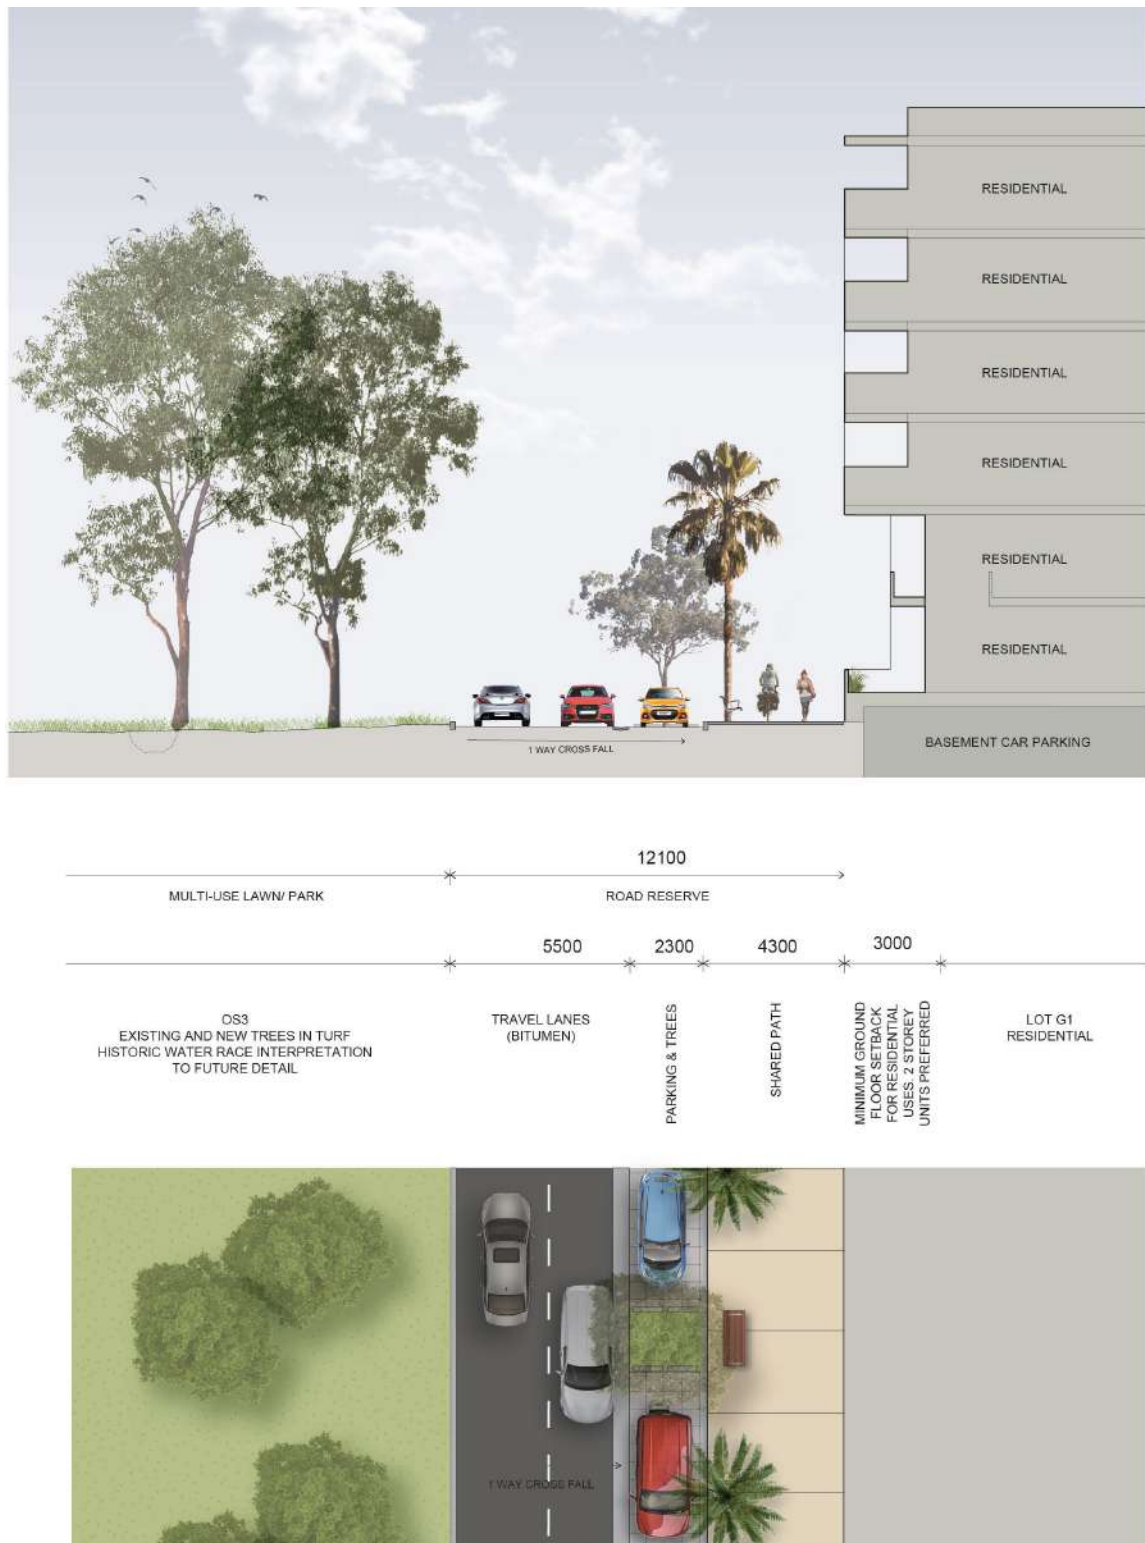 RESIDENTIAL
RESIDENTIAL
RESIDENTIAL
RESIDENTIAL
RESIDENTIAL
RESIDENTIAL
BASEMENT CAR PARKING
1 WAY CROSS FALL
12100
MULTI-USE LAWN/ PARK
ROAD RESERVE
5500
2300
4300
3000
OS3
EXISTING AND NEW TREES IN TURF
HISTORIC WATER RACE INTERPRETATION
TO FUTURE DETAIL
TRAVEL LANES
(BITUMEN)
PARKING & TREES
SHARED PATH
MINIMUM GROUND
FLOOR SETBACK
FOR RESIDENTIAL
USES. 2 STOREY
UNITS PREFERRED
LOT G1
RESIDENTIAL
1 WAY CROSS FALL